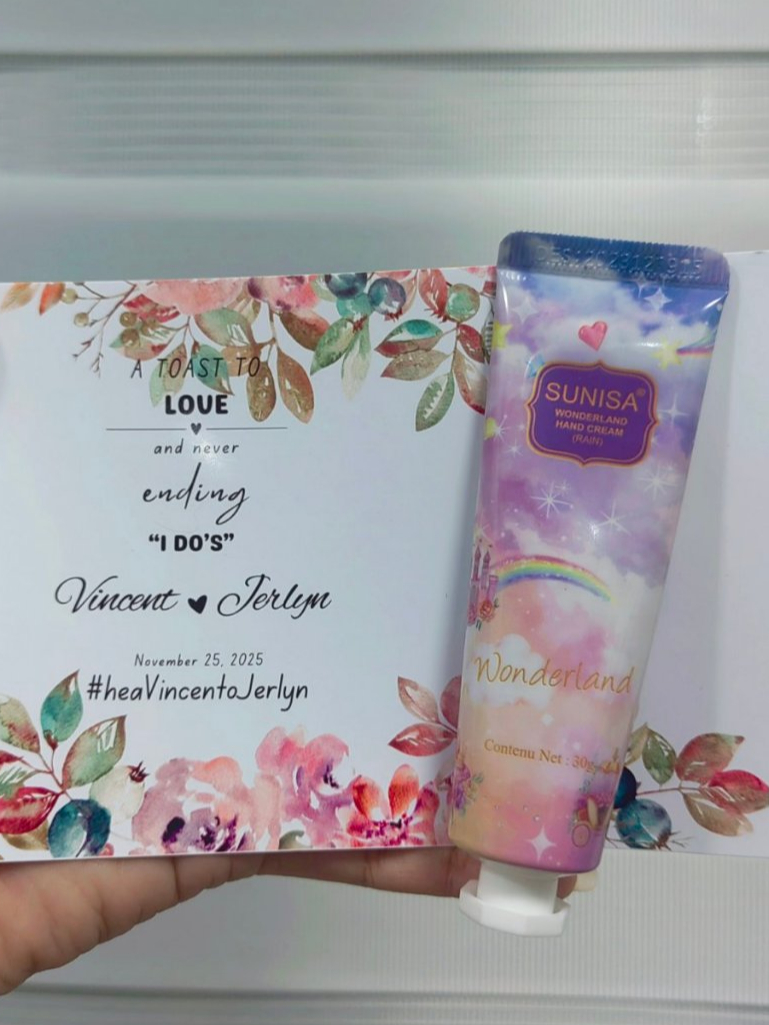 A TOAST TO
LOVE
and never
ending
“I DO’S”
Vincent ♥ Jerlyn
November 25, 2025
#heaVincentoJerlyn
SUNISA®
WONDERLAND
HAND CREAM
(RAIN)
Wonderland
Contenu Net : 30g